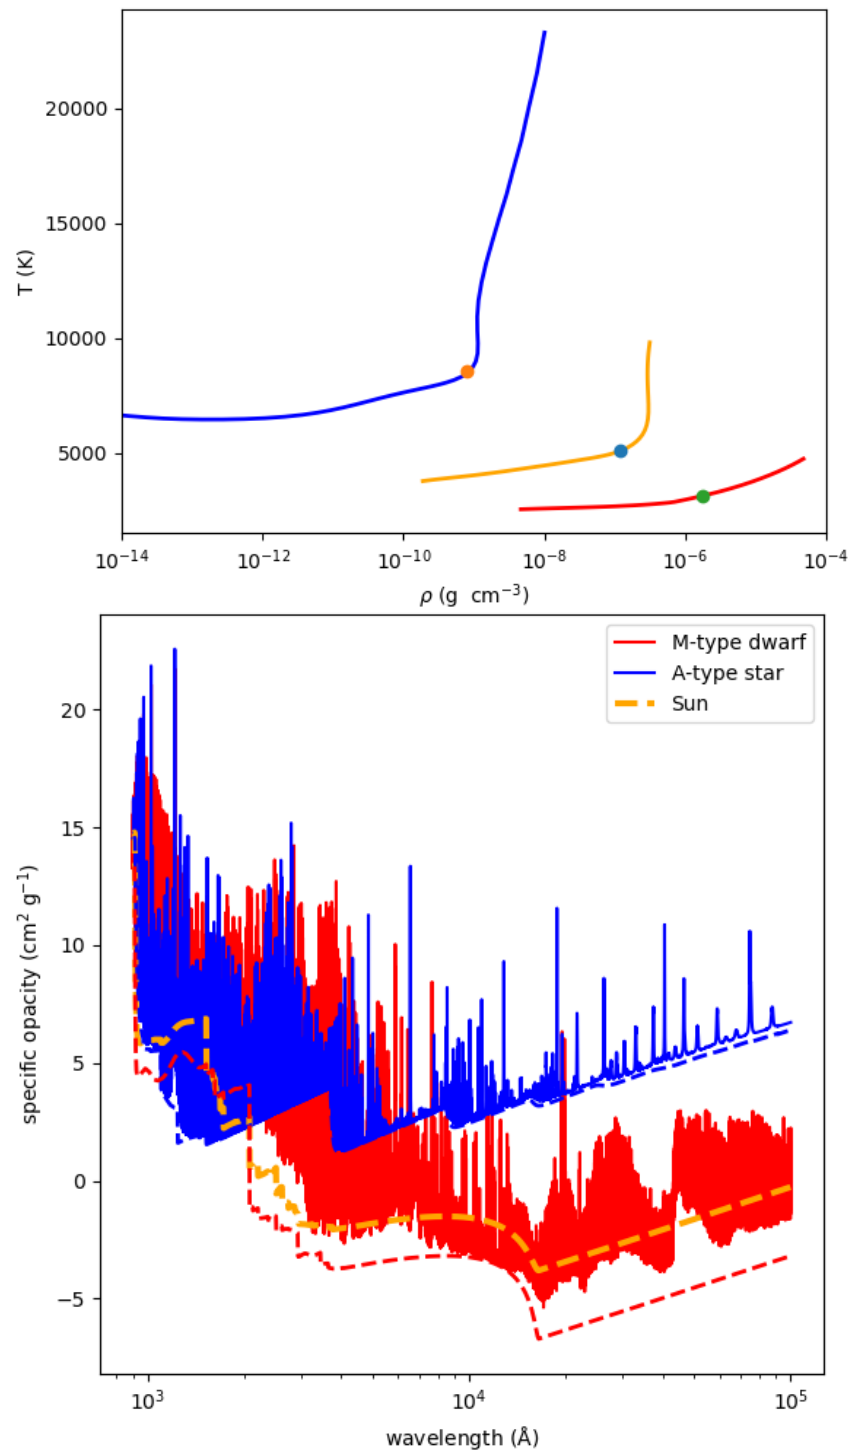 20000
15000
10000
5000
T (K)
10⁻¹⁴
10⁻¹²
10⁻¹⁰
10⁻⁸
10⁻⁶
10⁻⁴
ρ (g cm⁻³)
M-type dwarf
A-type star
Sun
20
15
10
5
0
−5
specific opacity (cm² g⁻¹)
10³
10⁴
10⁵
wavelength (Å)